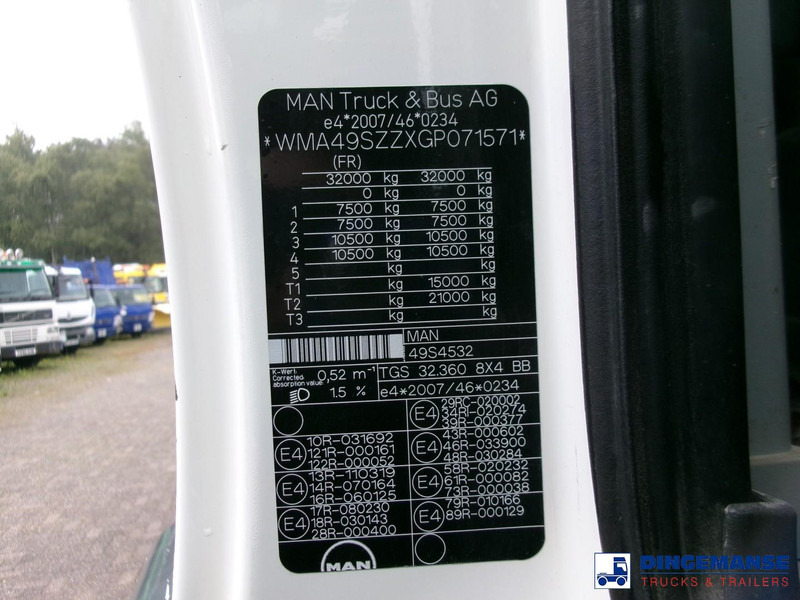 MAN Truck & Bus AG
e4*2007/46*0234
*WMA49SZZXGP071571*
(FR)
32000 kg 32000 kg
0 kg 0 kg
1 7500 kg 7500 kg
2 7500 kg 7500 kg
3 10500 kg 10500 kg
4 10500 kg 10500 kg
5 kg kg
T1 kg 15000 kg
T2 kg 21000 kg
T3 kg kg
MAN
49S4532
K-Wert:
Corrected absorption value: 0,52 m-1
TGS 32.360 8X4 BB
1.5 %
e4*2007/46*0234
E4 29RC-020002
34RI-020274
39R-000377
E4 10R-031692
121R-000161
122R-000052
E4 43R-000602
46R-033900
48R-030284
E4 13R-110319
14R-070164
16R-060125
E4 58R-020232
61R-000082
73R-000038
E4 17R-080230
18R-030143
28R-000400
E4 79R-010166
89R-000129
MAN
DINGEMANSE
TRUCKS & TRAILERS